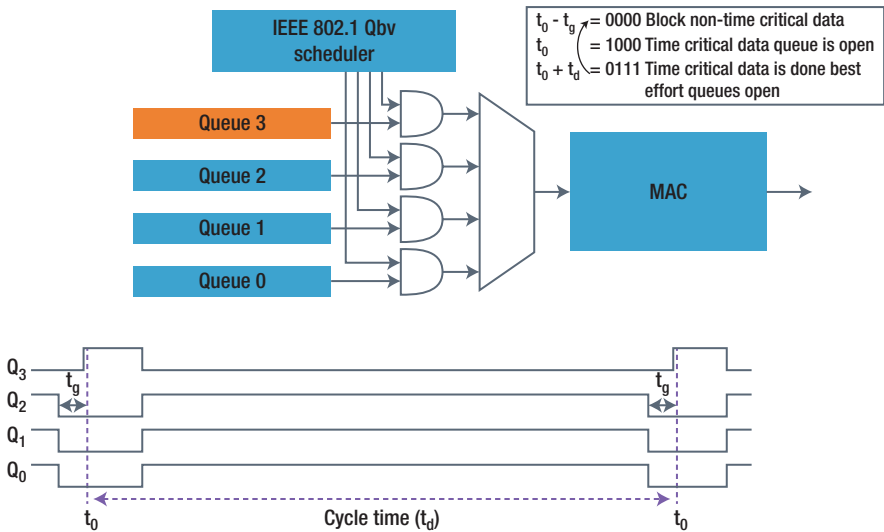 IEEE 802.1 Qbv
scheduler
t0 - tg = 0000 Block non-time critical data
t0 = 1000 Time critical data queue is open
t0 + td = 0111 Time critical data is done best
effort queues open
Queue 3
Queue 2
Queue 1
Queue 0
MAC
Q3
tg
tg
Q2
Q1
Q0
t0
Cycle time (td)
t0